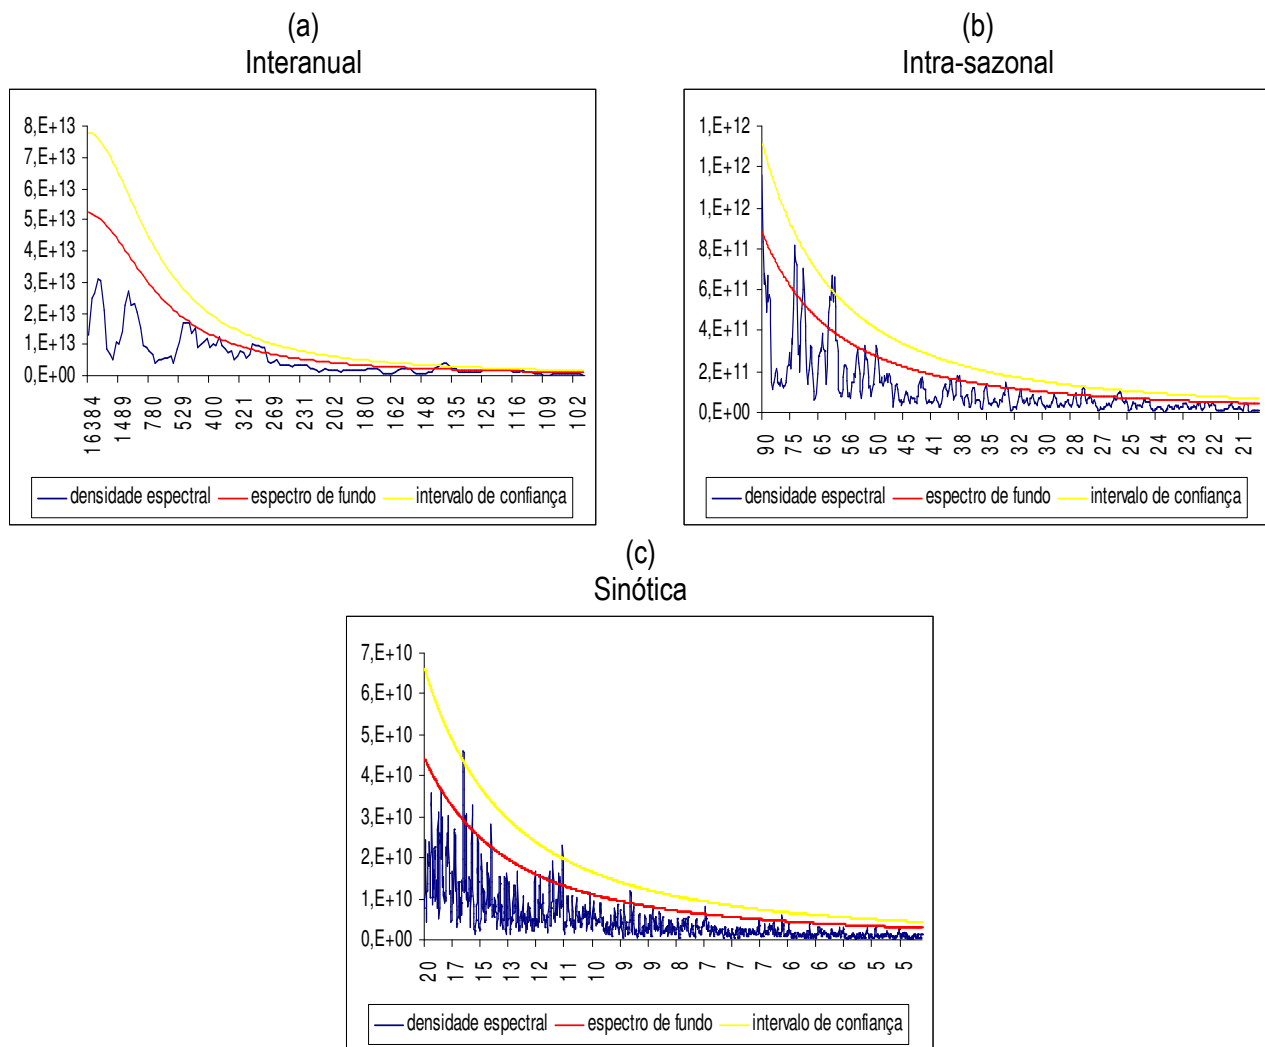 (a)
Interanual
8,E+13
7,E+13
6,E+13
5,E+13
4,E+13
3,E+13
2,E+13
1,E+13
0,E+00
16384 1489 780 529 400 321 269 231 202 181 162 148 135 125 116 109 102
densidade espectral espectro de fundo intervalo de confiança
(b)
Intra-sazonal
1,E+12
1,E+12
1,E+12
8,E+11
6,E+11
4,E+11
2,E+11
0,E+00
90 75 65 56 50 45 41 38 35 32 30 28 27 25 24 23 22 21
densidade espectral espectro de fundo intervalo de confiança
(c)
Sinótica
7,E+10
6,E+10
5,E+10
4,E+10
3,E+10
2,E+10
1,E+10
0,E+00
20 17 15 13 12 11 10 9 9 8 7 7 7 6 6 6 5 5
densidade espectral espectro de fundo intervalo de confiança